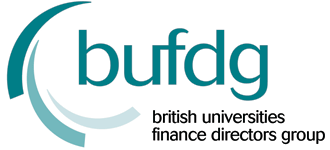 bufdg
british universities
finance directors group